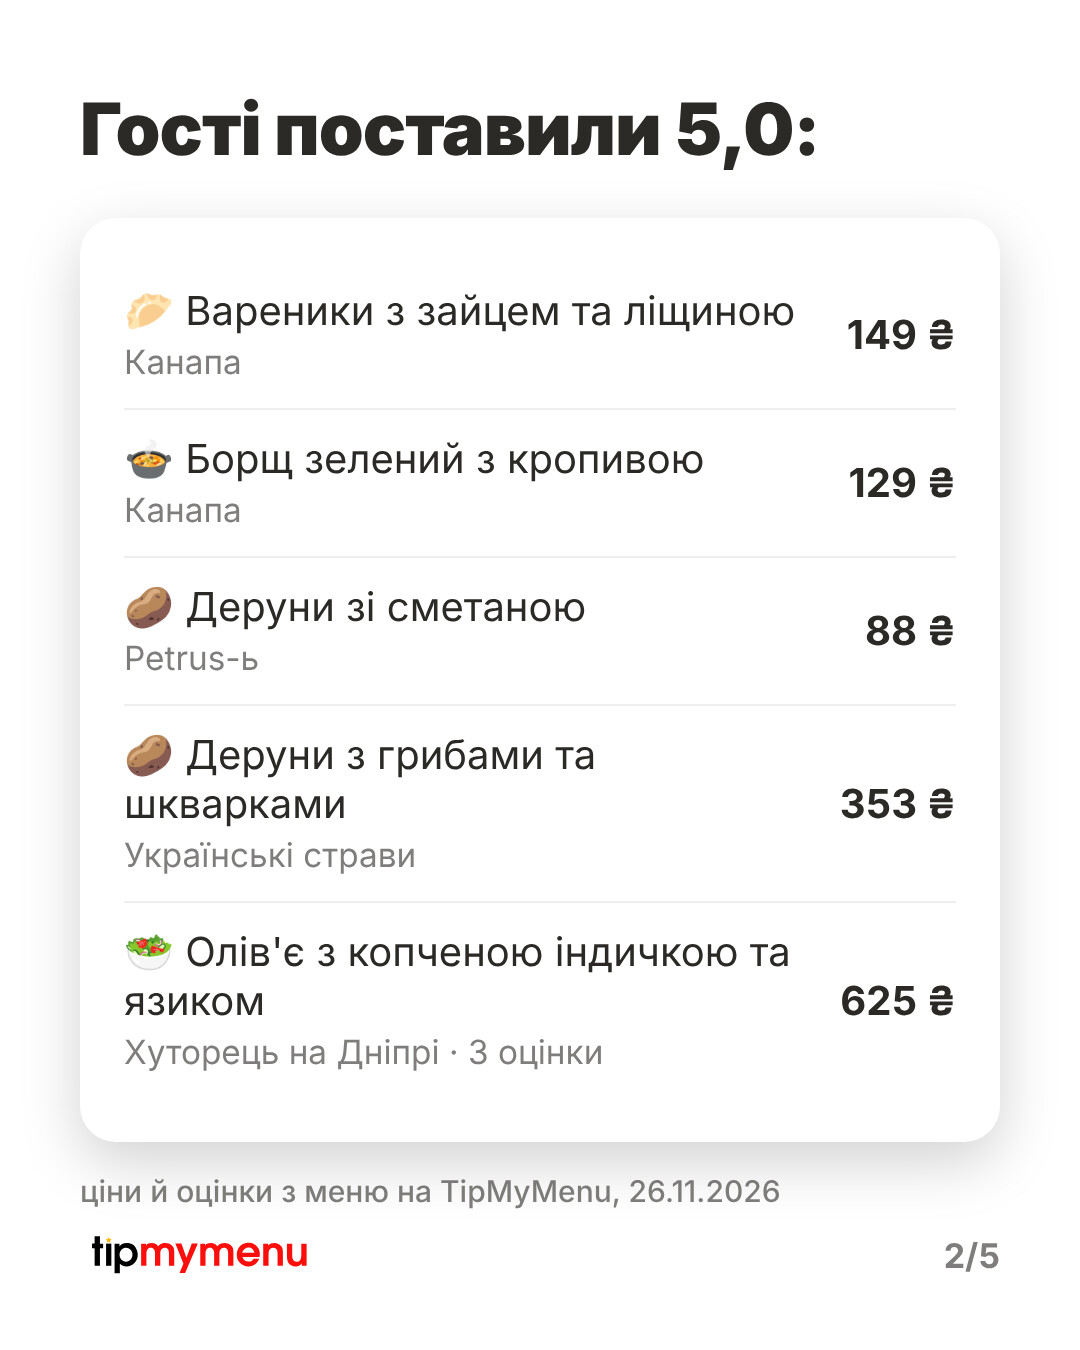 Гості поставили 5,0:
🥟 Вареники з зайцем та ліщиною
149 ₴
Канапа
🍲 Борщ зелений з кропивою
129 ₴
Канапа
🥔 Деруни зі сметаною
88 ₴
Petrus-ь
🥔 Деруни з грибами та
шкварками
353 ₴
Українські страви
🥗 Олів'є з копченою індичкою та
язиком
625 ₴
Хуторець на Дніпрі · 3 оцінки
ціни й оцінки з меню на TipMyMenu, 26.11.2026
tipmymenu
2/5